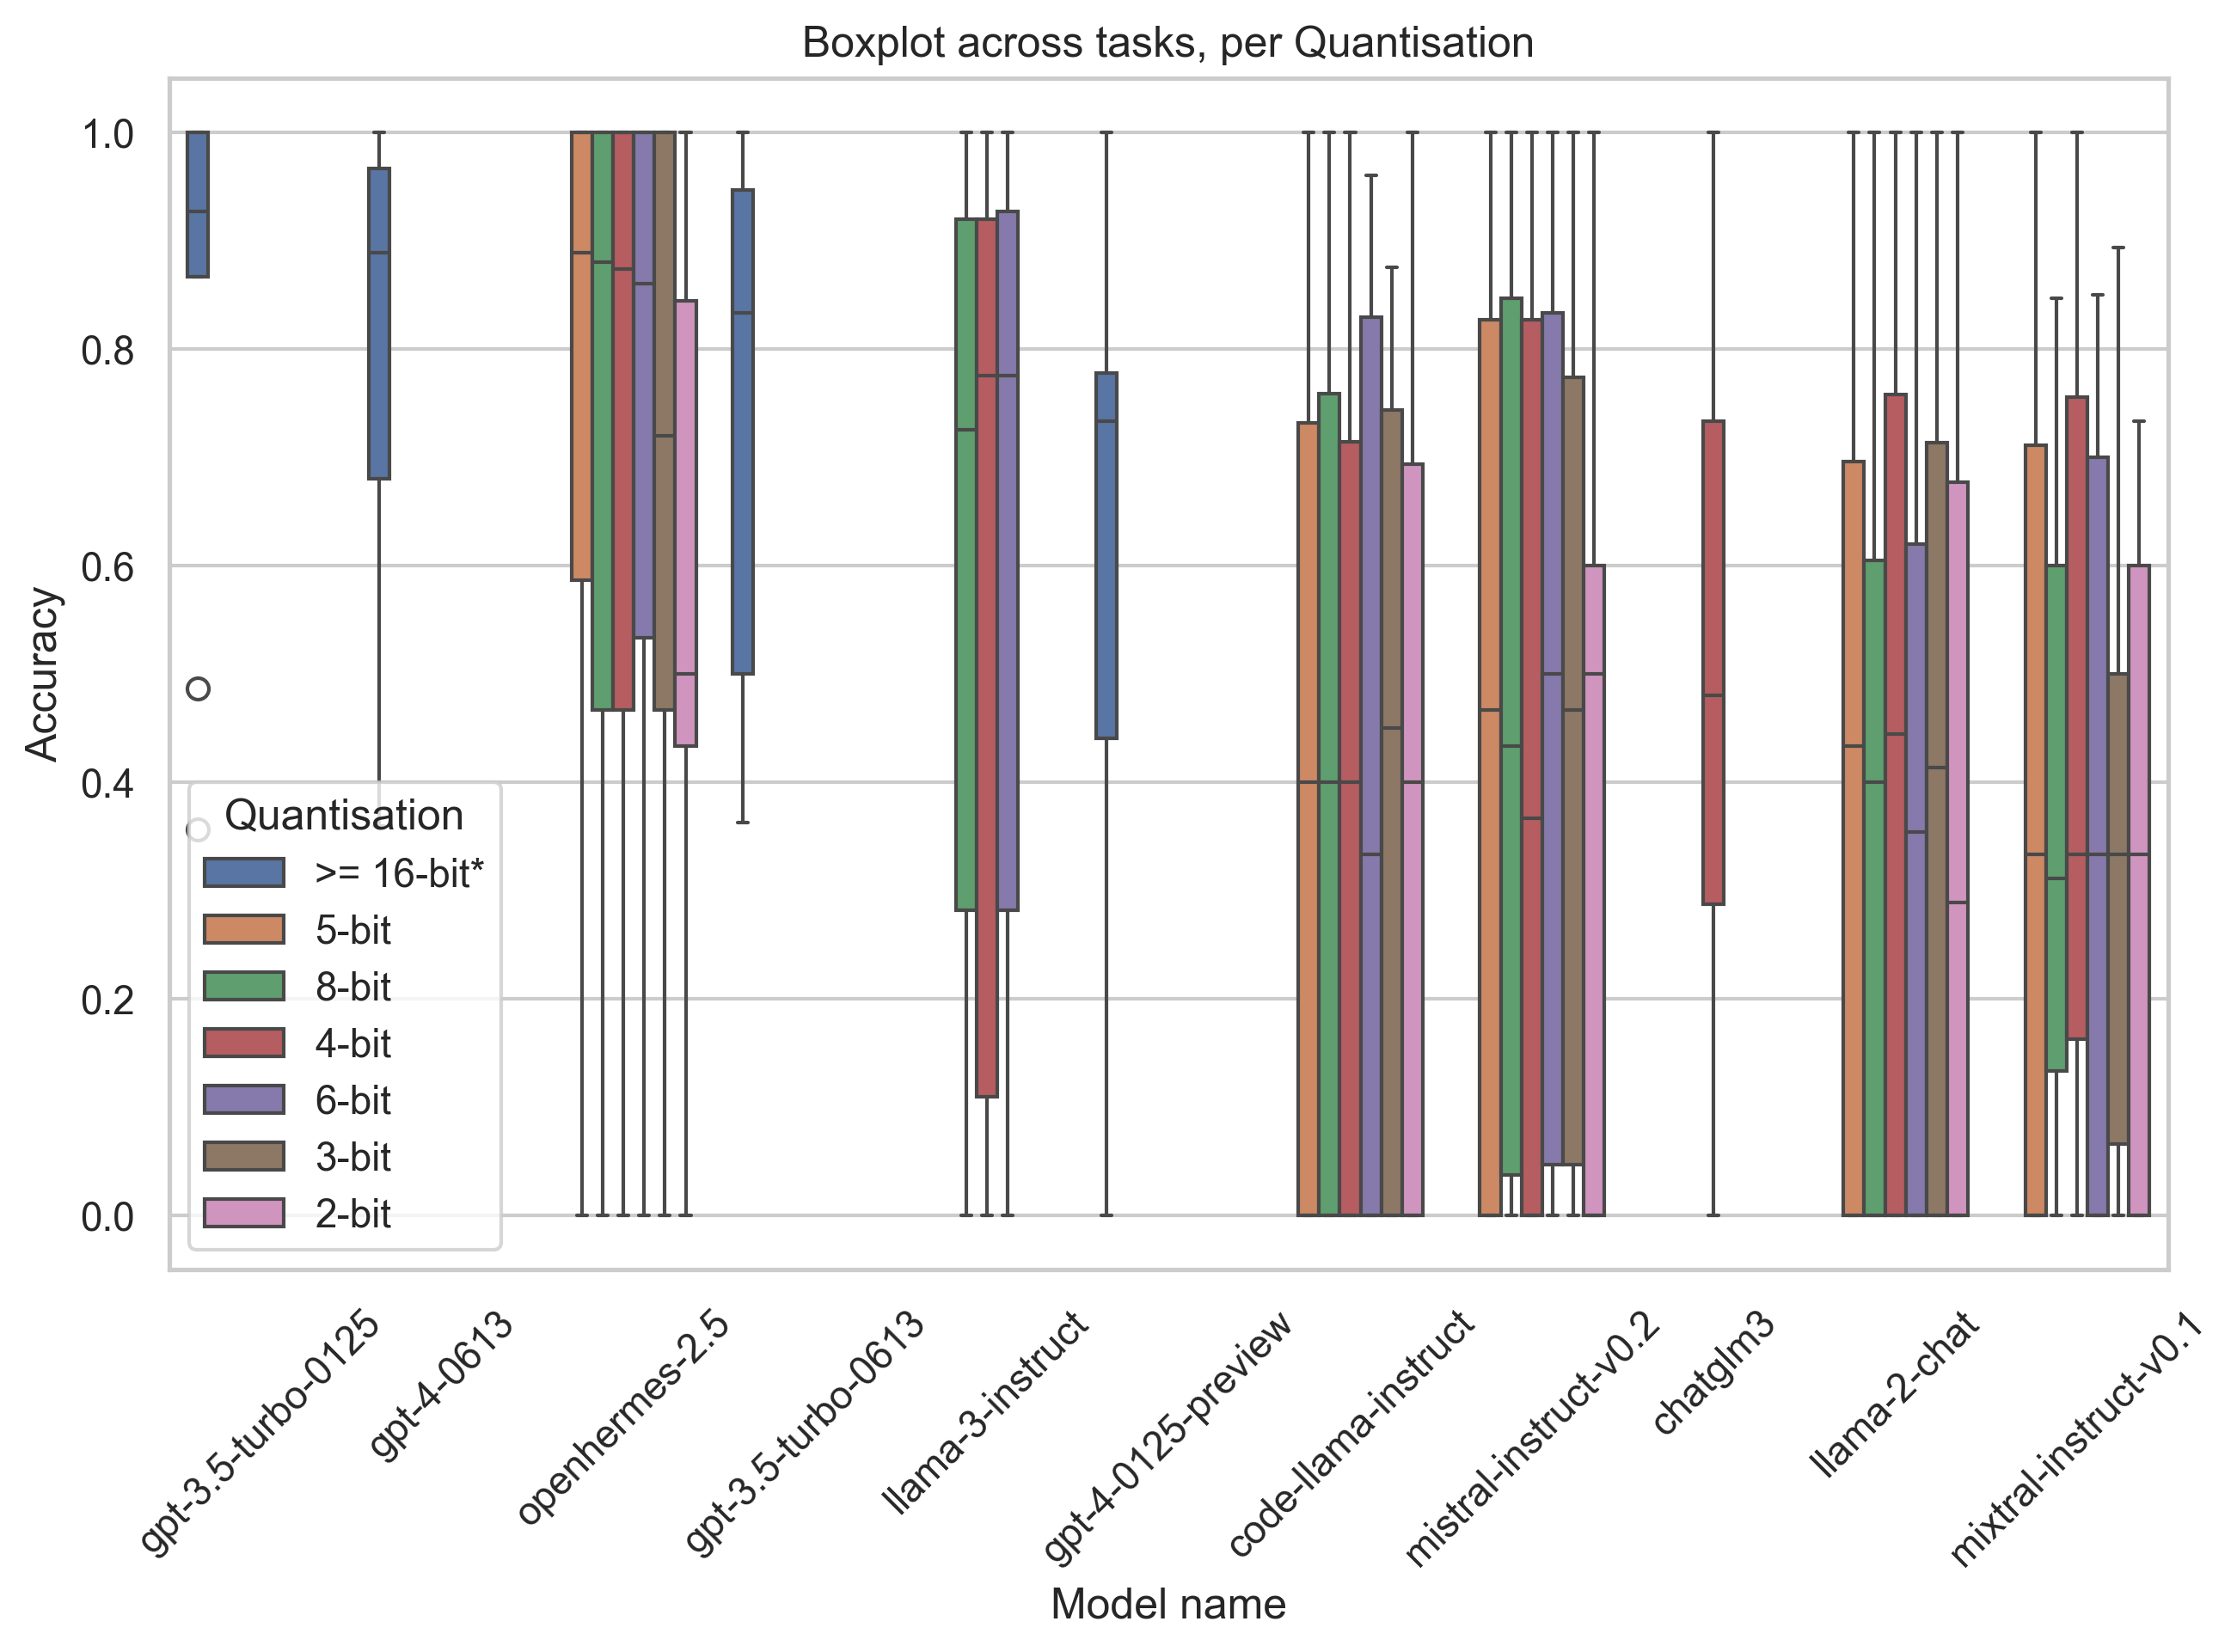 Boxplot across tasks, per Quantisation
Accuracy
1.0
0.8
0.6
0.4
0.2
0.0
Quantisation
>= 16-bit*
5-bit
8-bit
4-bit
6-bit
3-bit
2-bit
gpt-3.5-turbo-0125
gpt-4-0613
openhermes-2.5
gpt-3.5-turbo-0613
llama-3-instruct
gpt-4-0125-preview
code-llama-instruct
mistral-instruct-v0.2
chatglm3
llama-2-chat
mixtral-instruct-v0.1
Model name